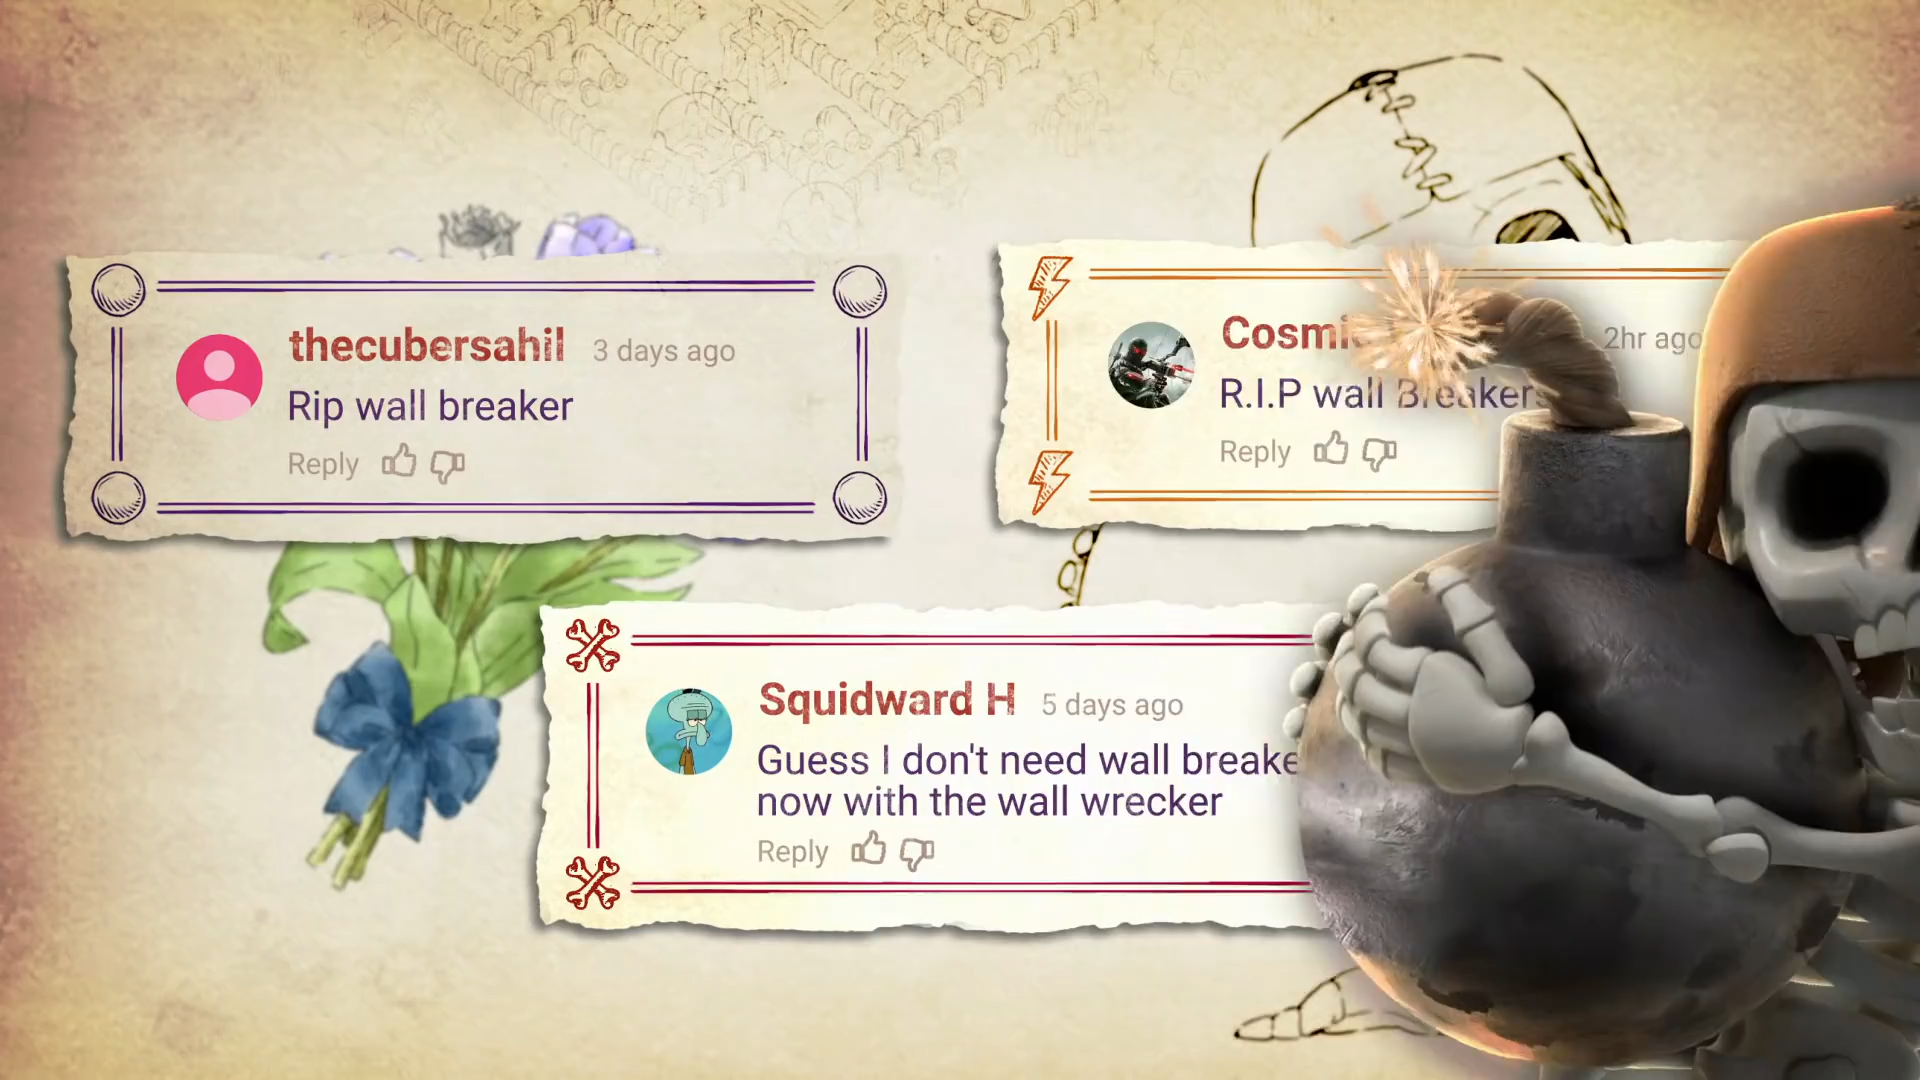 thecubersahil 3 days ago
Rip wall breaker
Reply
2hr ago
R.I.P wall Breakers
Reply
Squidward H 5 days ago
Guess I don't need wall
now with the wall wrecker
Reply